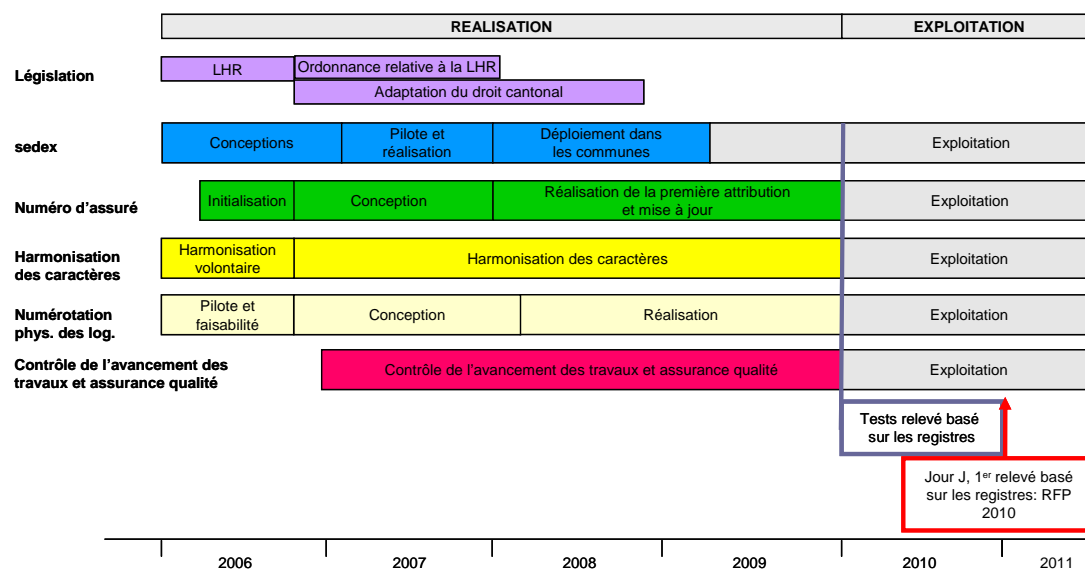 REALISATION
EXPLOITATION
Législation
LHR
Ordonnance relative à la LHR
Adaptation du droit cantonal
sedex
Conceptions
Pilote et
réalisation
Déploiement dans
les communes
Exploitation
Numéro d'assuré
Initialisation
Conception
Réalisation de la première attribution
et mise à jour
Exploitation
Harmonisation
des caractères
Harmonisation
volontaire
Harmonisation des caractères
Exploitation
Numérotation
phys. des log.
Pilote et
faisabilité
Conception
Réalisation
Exploitation
Contrôle de l'avancement des
travaux et assurance qualité
Contrôle de l'avancement des travaux et assurance qualité
Exploitation
Tests relevé basé
sur les registres
Jour J, 1er relevé basé
sur les registres: RFP
2010
2006
2007
2008
2009
2010
2011